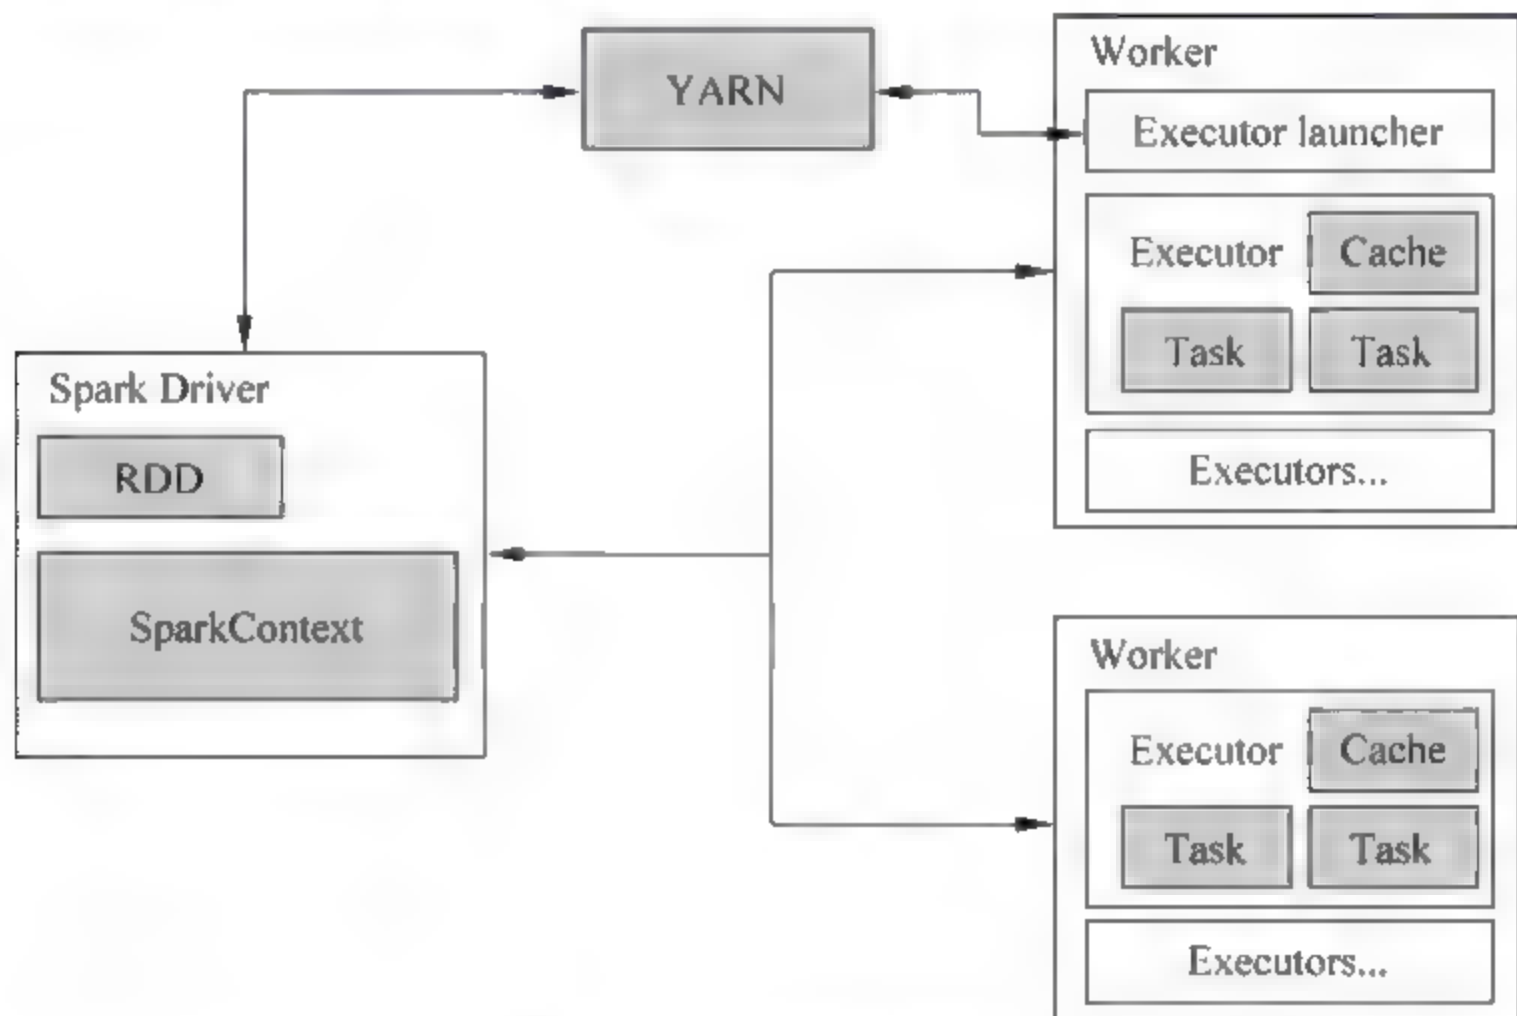 YARN
Worker
Executor launcher
Executor
Cache
Task
Task
Executors...
Spark Driver
RDD
SparkContext
Worker
Executor
Cache
Task
Task
Executors...